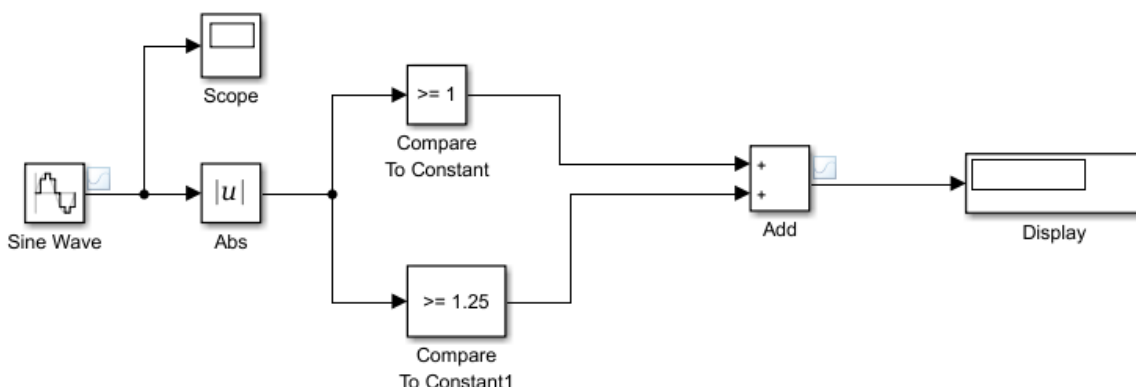 Scope
>= 1
Compare
To Constant
|u|
Sine Wave
Abs
+
+
Add
Display
>= 1.25
Compare
To Constant1